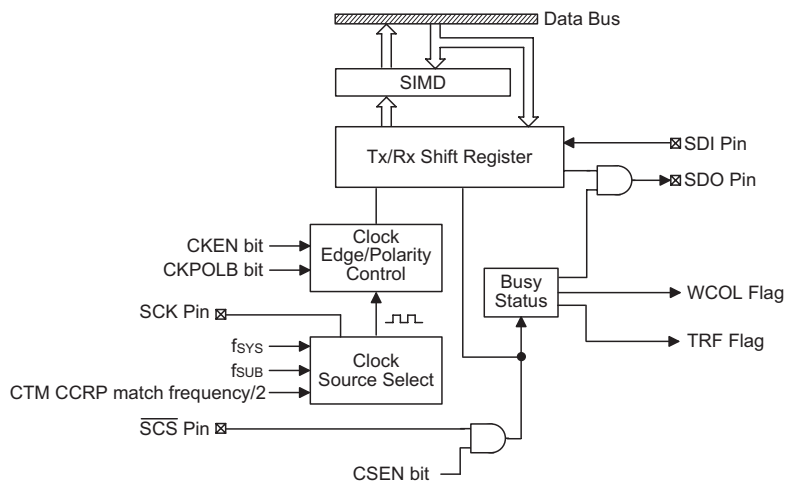 Data Bus
SIMD
Tx/Rx Shift Register
SDI Pin
SDO Pin
CKEN bit
CKPOLB bit
Clock
Edge/Polarity
Control
Busy
Status
WCOL Flag
TRF Flag
SCK Pin
fSYS
fSUB
CTM CCRP match frequency/2
Clock
Source Select
SCS Pin
CSEN bit